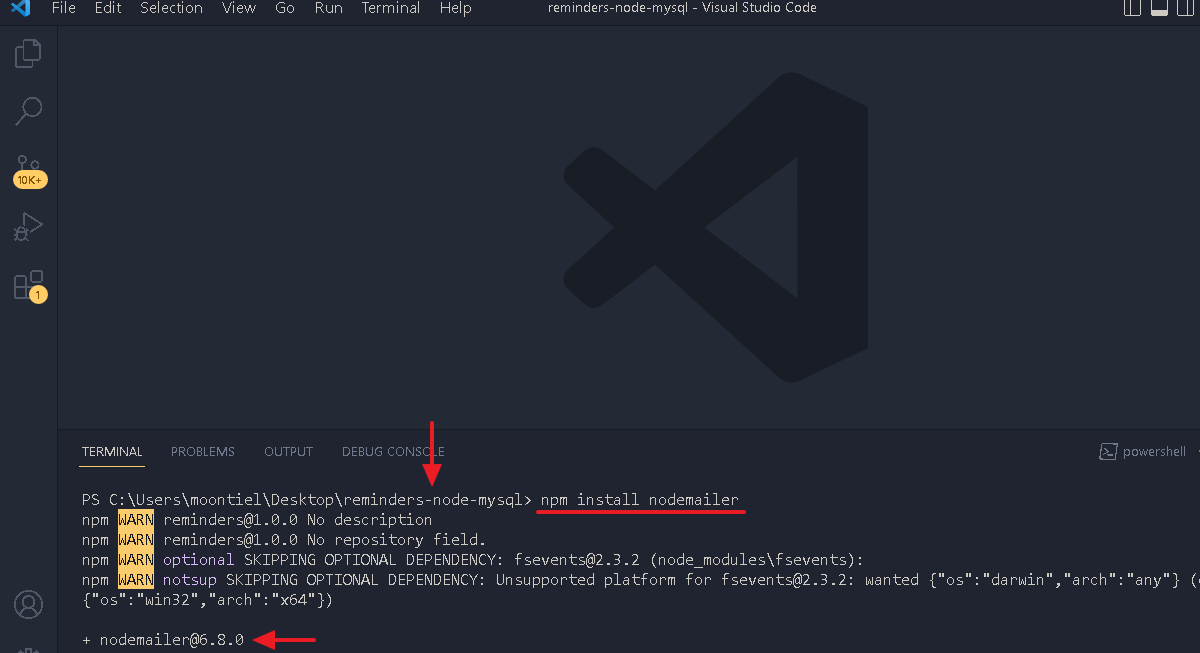 File Edit Selection View Go Run Terminal Help reminders-node-mysql - Visual Studio Code
10K+
1
TERMINAL PROBLEMS OUTPUT DEBUG CONSOLE powershell
PS C:\Users\moontiel\Desktop\reminders-node-mysql> npm install nodemailer
npm WARN reminders@1.0.0 No description
npm WARN reminders@1.0.0 No repository field.
npm WARN optional SKIPPING OPTIONAL DEPENDENCY: fsevents@2.3.2 (node_modules\fsevents):
npm WARN notsup SKIPPING OPTIONAL DEPENDENCY: Unsupported platform for fsevents@2.3.2: wanted {"os":"darwin","arch":"any"} (
{"os":"win32","arch":"x64"})
+ nodemailer@6.8.0